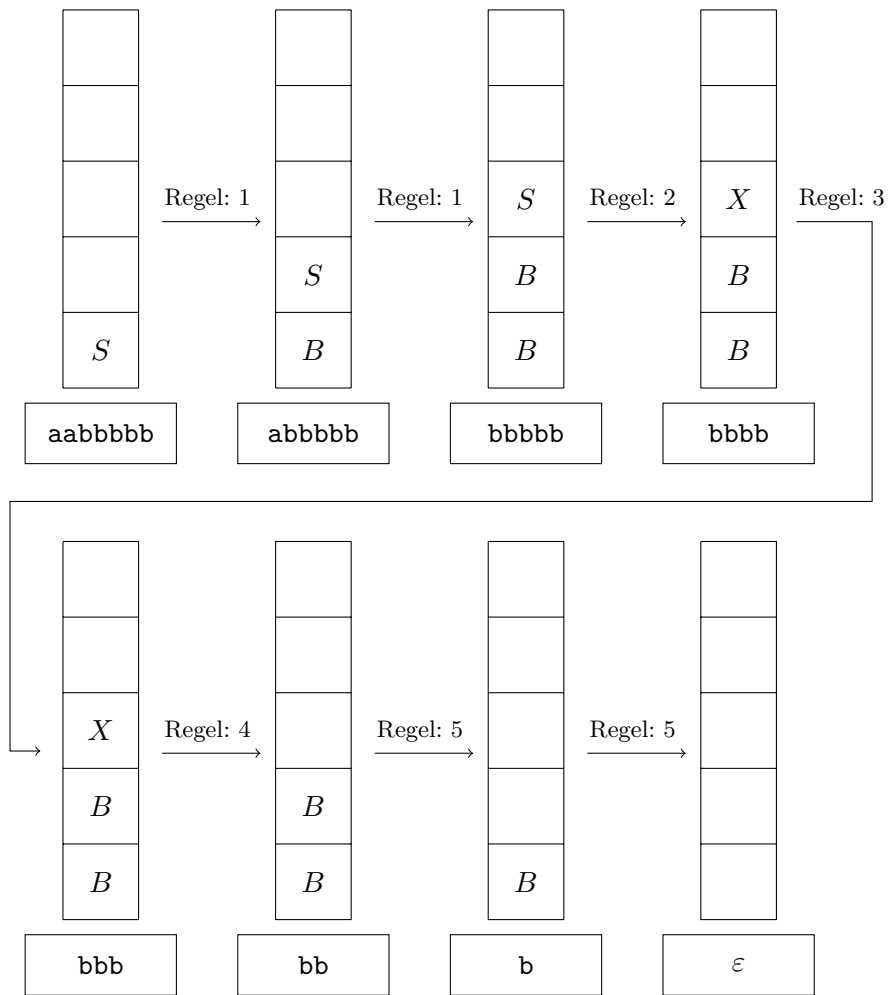 Regel: 1 Regel: 1 S Regel: 2 X Regel: 3
S B B
S B B B
aabbbbb abbbbb bbbbb bbbb
X Regel: 4 Regel: 5 Regel: 5
B B
B B B
bbb bb b ε